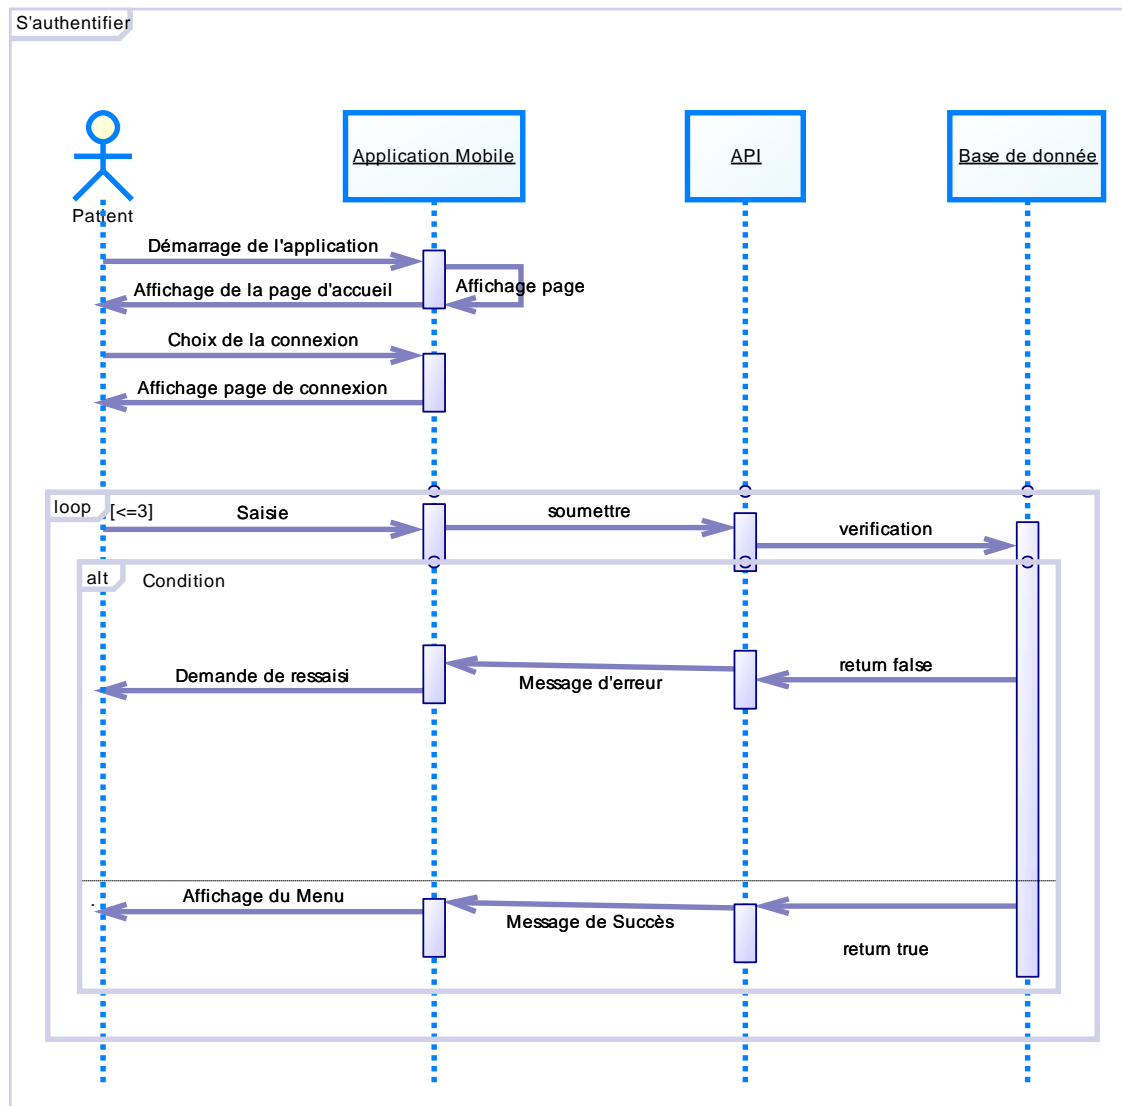 S'authentifier
Patient
Application Mobile
API
Base de donnée
Démarrage de l'application
Affichage page
Affichage de la page d'accueil
Choix de la connexion
Affichage page de connexion
loop
[<=3]
Saisie
soumettre
verification
alt
Condition
return false
Demande de ressaisi
Message d'erreur
.
Affichage du Menu
Message de Succès
return true